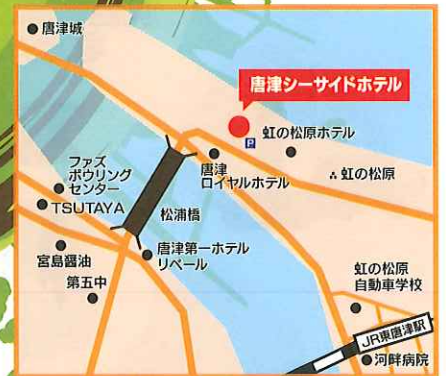 唐津城
唐津シーサイドホテル
P
虹の松原ホテル
唐津
ロイヤルホテル
虹の松原
ファズ
ボウリング
センター
TSUTAYA
松浦橋
宮島醤油
第五中
唐津第一ホテル
リベール
虹の松原
自動車学校
JR東唐津駅
河畔病院